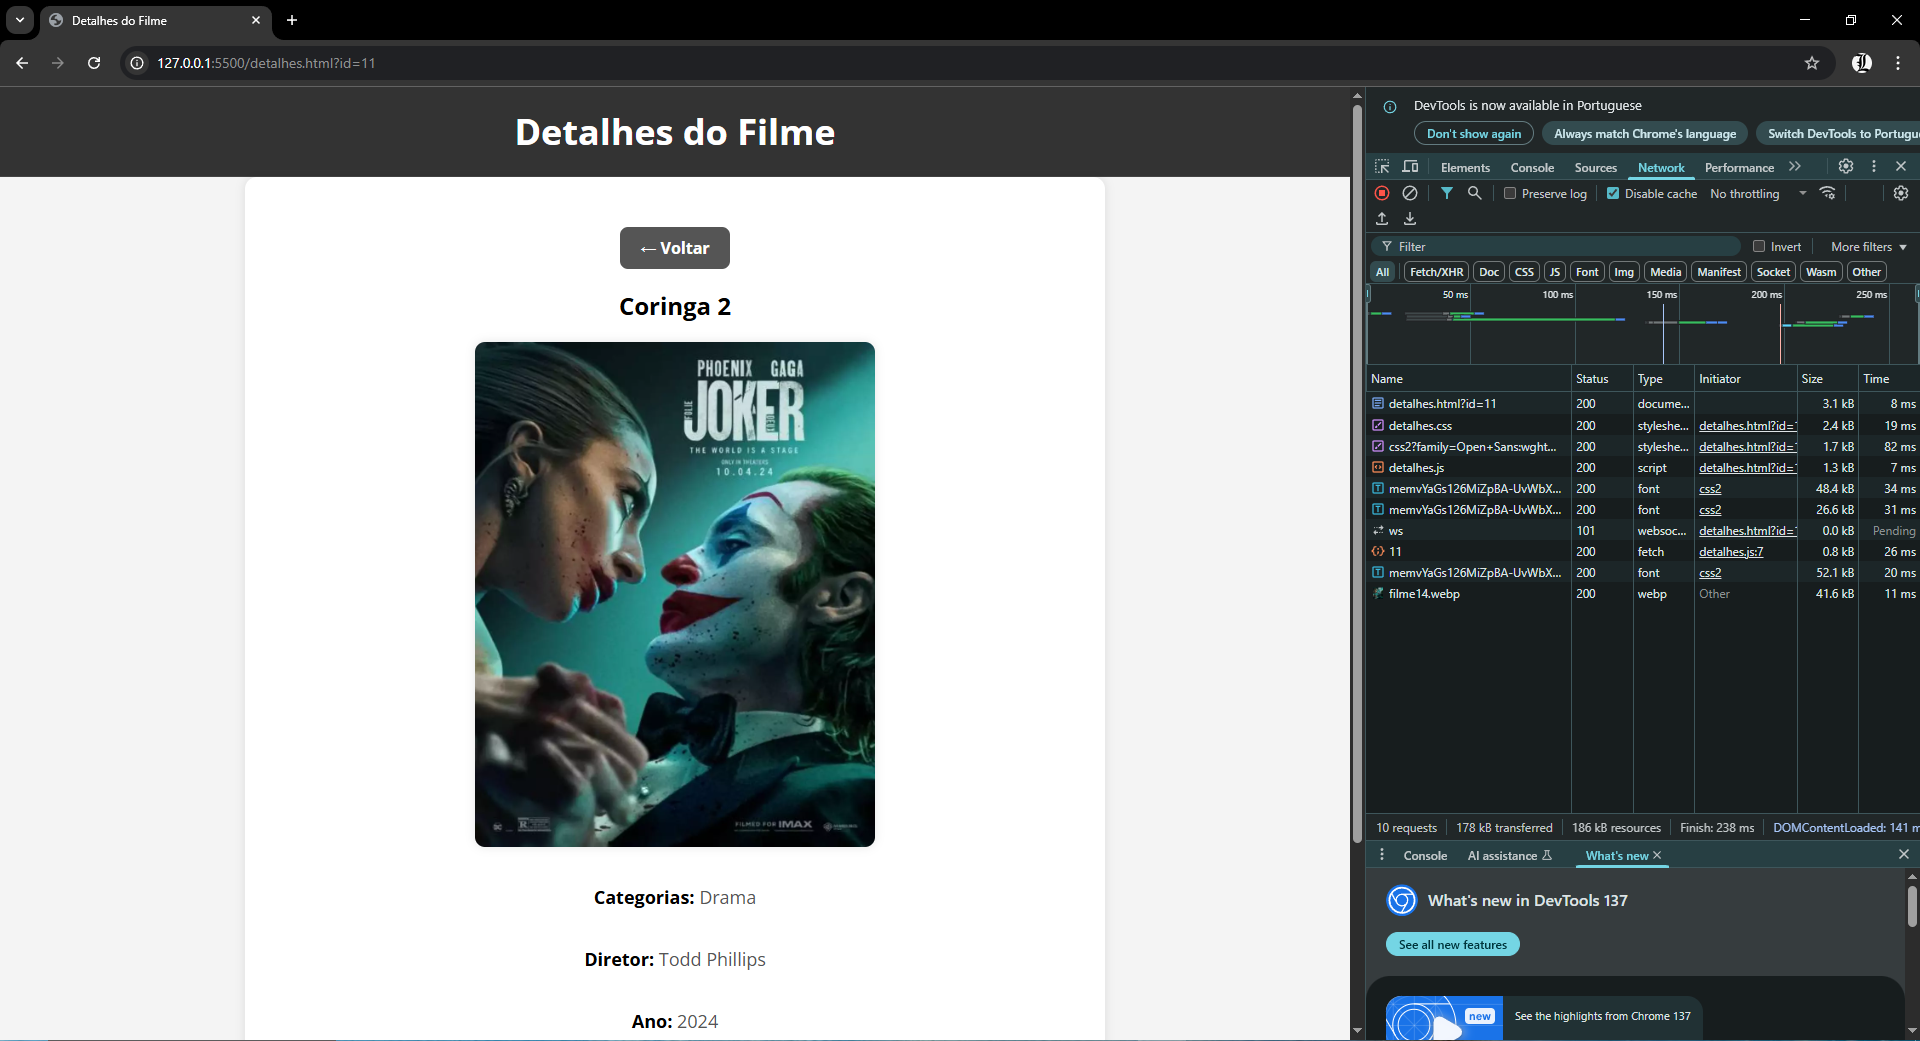 Detalhes do Filme
127.0.0.1:5500/detalhes.html?id=11
Detalhes do Filme
← Voltar
Coringa 2
PHOENIX GAGA
JOKER
FOLIE À DEUX
THE WORLD IS A STAGE
ONLY IN THEATERS
10.04.24
FILMED FOR IMAX
Categorias: Drama
Diretor: Todd Phillips
Ano: 2024
DevTools is now available in Portuguese
Don't show again
Always match Chrome's language
Switch DevTools to Portugu
Elements Console Sources Network Performance
Preserve log Disable cache No throttling
Filter Invert More filters
All Fetch/XHR Doc CSS JS Font Img Media Manifest Socket Wasm Other
50 ms 100 ms 150 ms 200 ms 250 ms
Name Status Type Initiator Size Time
detalhes.html?id=11 200 docume... 3.1 kB 8 ms
detalhes.css 200 styleshe... detalhes.html?id=1 2.4 kB 19 ms
css2?family=Open+Sans:wght... 200 styleshe... detalhes.html?id=1 1.7 kB 82 ms
detalhes.js 200 script detalhes.html?id=1 1.3 kB 7 ms
memvYaGs126MiZpBA-UvWbX... 200 font css2 48.4 kB 34 ms
memvYaGs126MiZpBA-UvWbX... 200 font css2 26.6 kB 31 ms
ws 101 websoc... detalhes.html?id=1 0.0 kB Pending
11 200 fetch detalhes.js:7 0.8 kB 26 ms
memvYaGs126MiZpBA-UvWbX... 200 font css2 52.1 kB 20 ms
filme14.webp 200 webp Other 41.6 kB 11 ms
10 requests 178 kB transferred 186 kB resources Finish: 238 ms DOMContentLoaded: 141 m
Console AI assistance What's new
What's new in DevTools 137
See all new features
new
See the highlights from Chrome 137